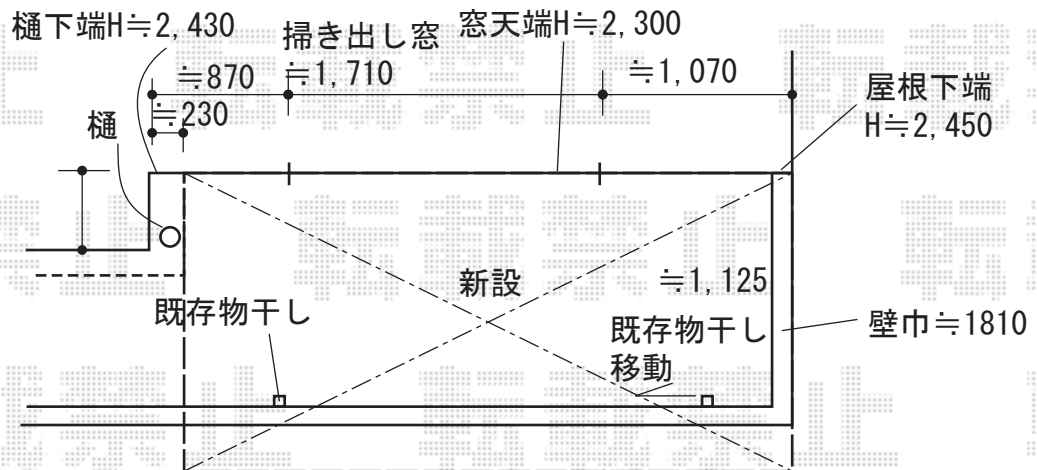 樋下端H≒2,430
掃き出し窓
窓天端H≒2,300
≒870
≒1,710
≒1,070
≒230
屋根下端
H≒2,450
樋
新設
≒1,125
既存物干し
既存物干し
移動
壁巾≒1810